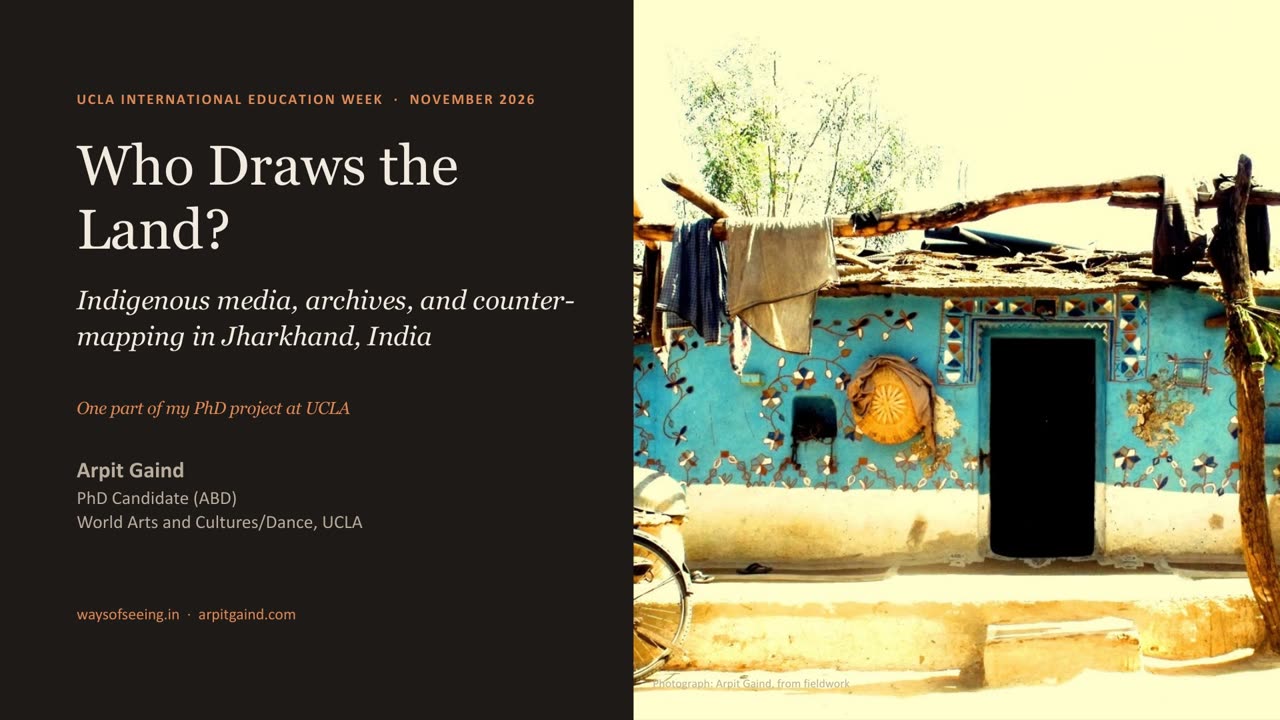 UCLA INTERNATIONAL EDUCATION WEEK · NOVEMBER 2026
Who Draws the
Land?
Indigenous media, archives, and counter-
mapping in Jharkhand, India
One part of my PhD project at UCLA
Arpit Gaind
PhD Candidate (ABD)
World Arts and Cultures/Dance, UCLA
waysofseeing.in · arpitgaind.com
Photograph: Arpit Gaind, from fieldwork